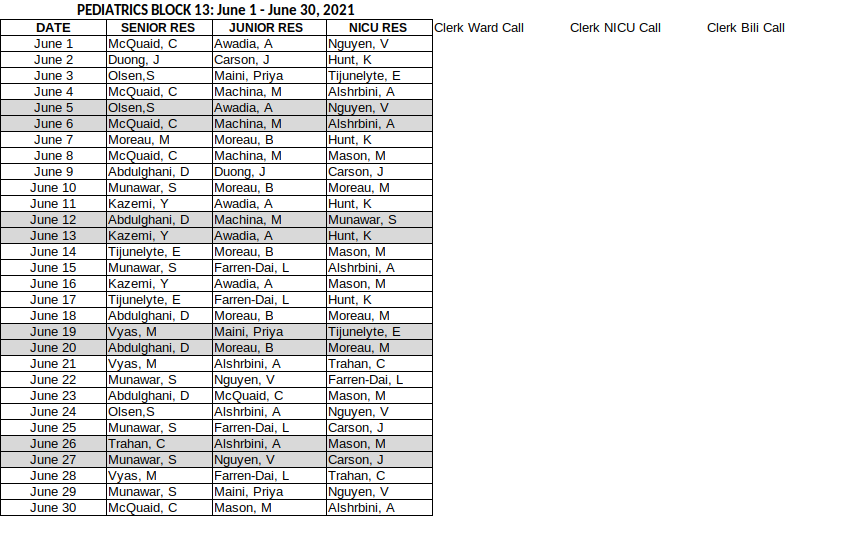 PEDIATRICS BLOCK 13: June 1 - June 30, 2021
DATE SENIOR RES JUNIOR RES NICU RES Clerk Ward Call Clerk NICU Call Clerk Bili Call
June 1 McQuaid, C Awadia, A Nguyen, V
June 2 Duong, J Carson, J Hunt, K
June 3 Olsen,S Maini, Priya Tijunelyte, E
June 4 McQuaid, C Machina, M Alshrbini, A
June 5 Olsen,S Awadia, A Nguyen, V
June 6 McQuaid, C Machina, M Alshrbini, A
June 7 Moreau, M Moreau, B Hunt, K
June 8 McQuaid, C Machina, M Mason, M
June 9 Abdulghani, D Duong, J Carson, J
June 10 Munawar, S Moreau, B Moreau, M
June 11 Kazemi, Y Awadia, A Hunt, K
June 12 Abdulghani, D Machina, M Munawar, S
June 13 Kazemi, Y Awadia, A Hunt, K
June 14 Tijunelyte, E Moreau, B Mason, M
June 15 Munawar, S Farren-Dai, L Alshrbini, A
June 16 Kazemi, Y Awadia, A Mason, M
June 17 Tijunelyte, E Farren-Dai, L Hunt, K
June 18 Abdulghani, D Moreau, B Moreau, M
June 19 Vyas, M Maini, Priya Tijunelyte, E
June 20 Abdulghani, D Moreau, B Moreau, M
June 21 Vyas, M Alshrbini, A Trahan, C
June 22 Munawar, S Nguyen, V Farren-Dai, L
June 23 Abdulghani, D McQuaid, C Mason, M
June 24 Olsen,S Alshrbini, A Nguyen, V
June 25 Munawar, S Farren-Dai, L Carson, J
June 26 Trahan, C Alshrbini, A Mason, M
June 27 Munawar, S Nguyen, V Carson, J
June 28 Vyas, M Farren-Dai, L Trahan, C
June 29 Munawar, S Maini, Priya Nguyen, V
June 30 McQuaid, C Mason, M Alshrbini, A